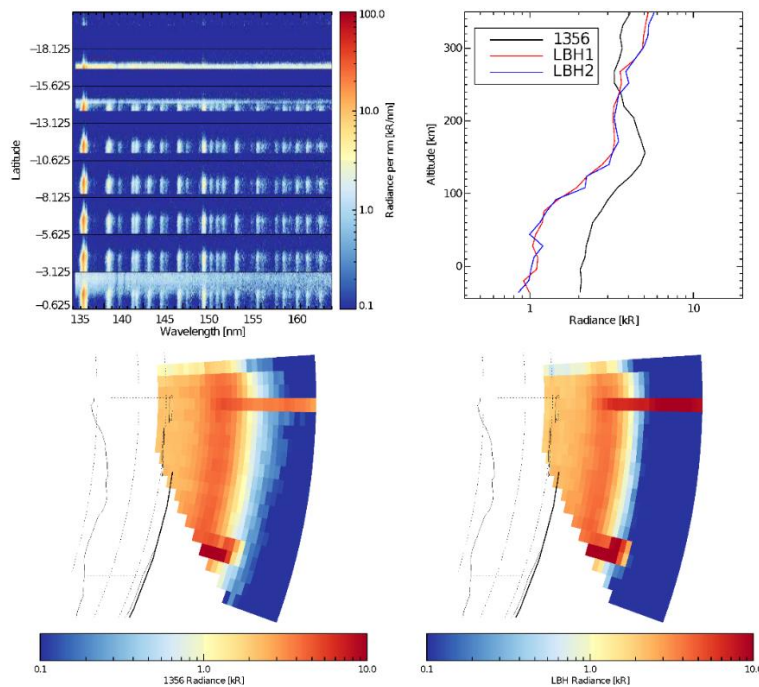 100.0
10.0
1.0
0.1
Radiance per nm [kR/nm]
Latitude
−18.125
−15.625
−13.125
−10.625
−8.125
−5.625
−3.125
−0.625
135 140 145 150 155 160
Wavelength [nm]
1356
LBH1
LBH2
Altitude [km]
300
200
100
0
1 10
Radiance [kR]
0.1 1.0 10.0
1356 Radiance [kR]
0.1 1.0 10.0
LBH Radiance [kR]